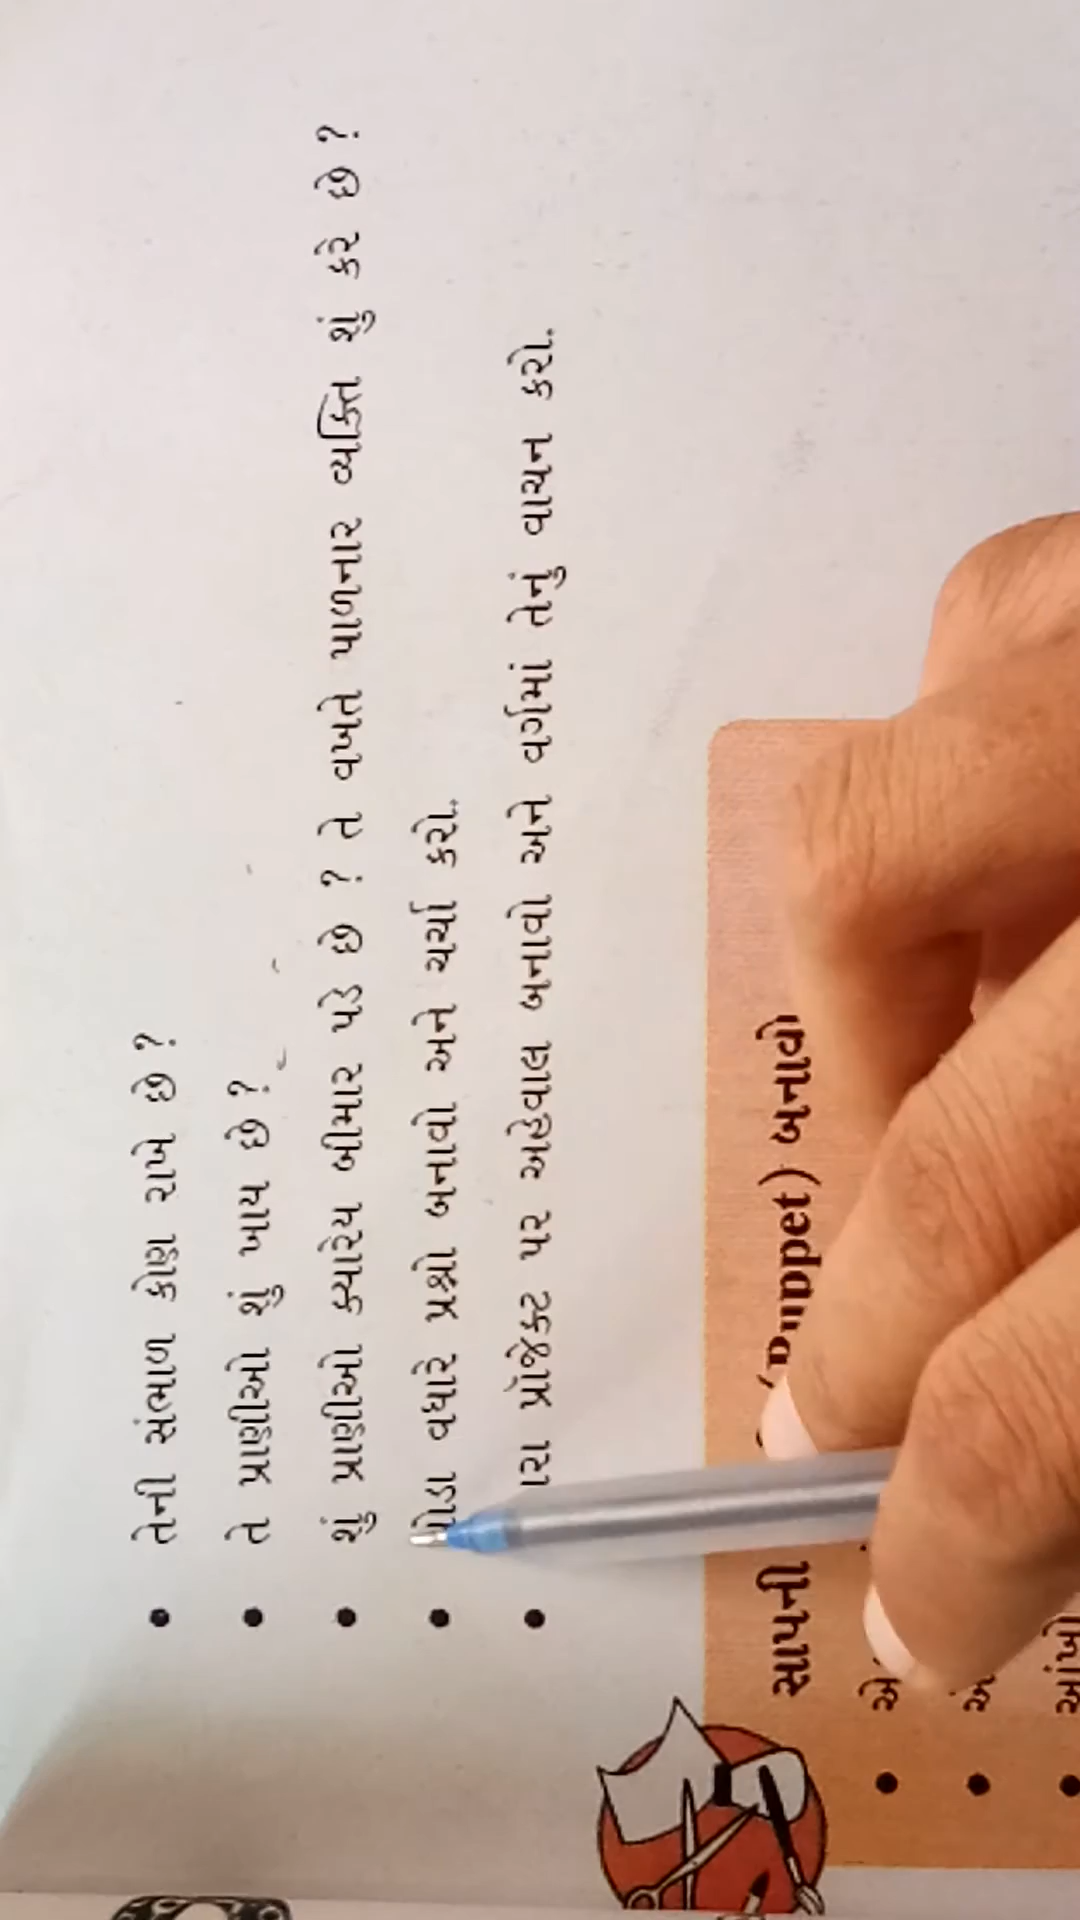 • તેની સંભાળ કોણ રાખે છે ?
• તે પ્રાણીઓ શું ખાય છે ?
• શું પ્રાણીઓ ક્યારેય બીમાર પડે છે ? તે વખતે પાળનાર વ્યક્તિ શું કરે છે ?
• વધારે પ્રશ્નો બનાવો અને ચર્ચા કરો.
• પ્રૉજેક્ટ પર અહેવાલ બનાવો અને વર્ગમાં તેનું વાચન કરો.
સાપની (Puppet) બનાવો
•
•
• આંખો